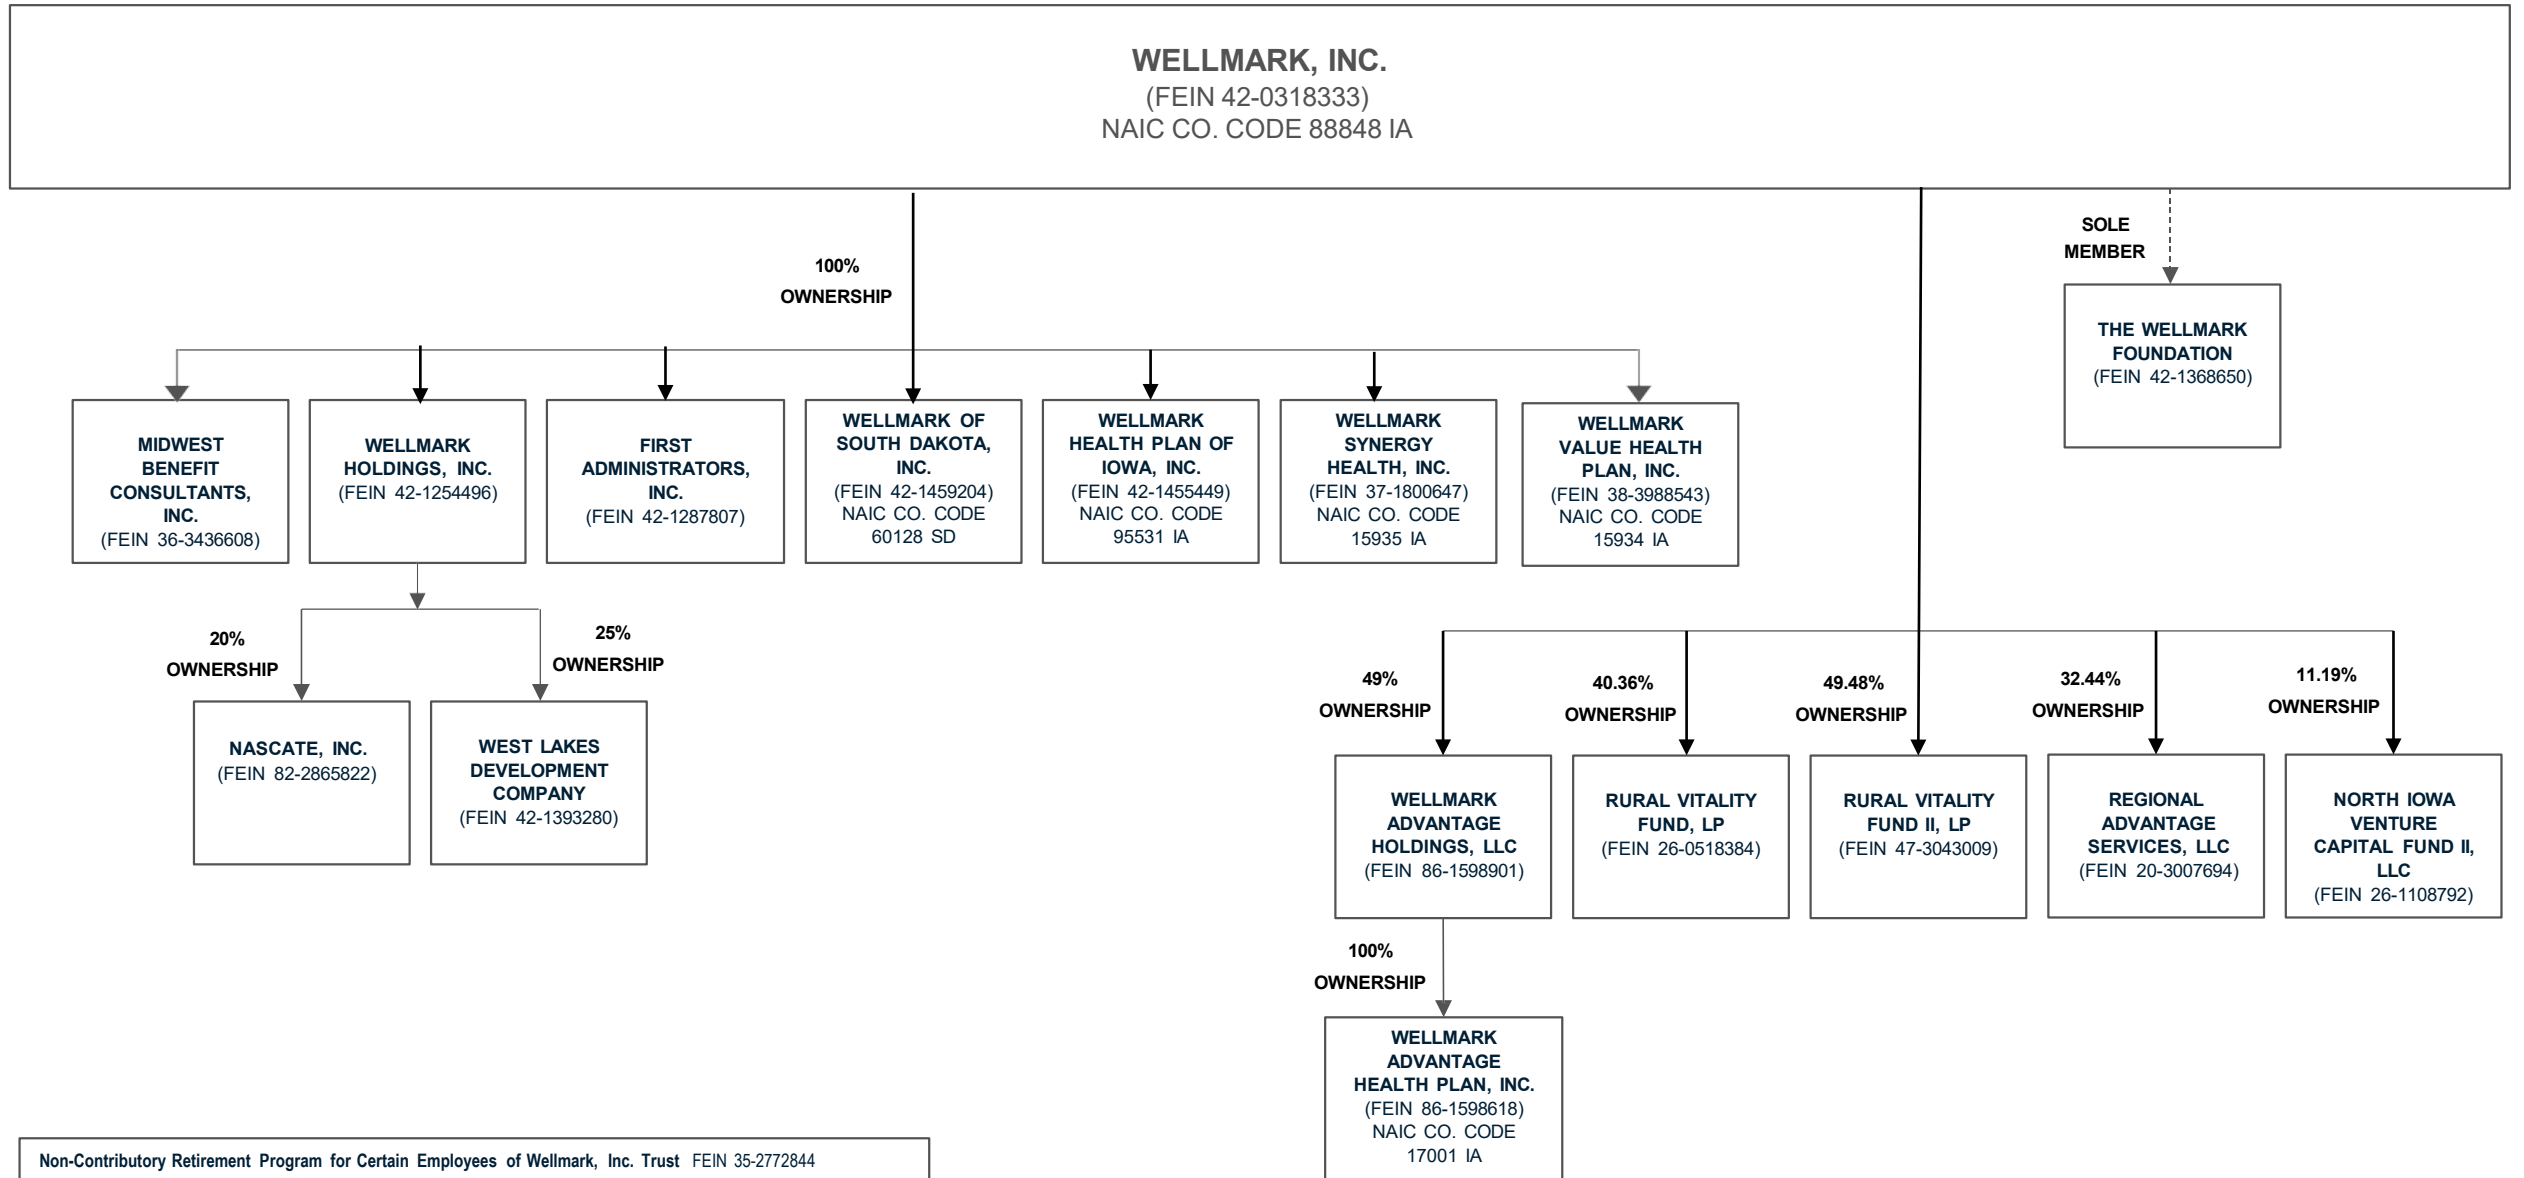 WELLMARK, INC.
(FEIN 42-0318333)
NAIC CO. CODE 88848 IA
SOLE
MEMBER
100%
OWNERSHIP
THE WELLMARK
FOUNDATION
(FEIN 42-1368650)
MIDWEST
BENEFIT
CONSULTANTS,
INC.
(FEIN 36-3436608)
WELLMARK
HOLDINGS, INC.
(FEIN 42-1254496)
FIRST
ADMINISTRATORS,
INC.
(FEIN 42-1287807)
WELLMARK OF
SOUTH DAKOTA,
INC.
(FEIN 42-1459204)
NAIC CO. CODE
60128 SD
WELLMARK
HEALTH PLAN OF
IOWA, INC.
(FEIN 42-1455449)
NAIC CO. CODE
95531 IA
WELLMARK
SYNERGY
HEALTH, INC.
(FEIN 37-1800647)
NAIC CO. CODE
15935 IA
WELLMARK
VALUE HEALTH
PLAN, INC.
(FEIN 38-3988543)
NAIC CO. CODE
15934 IA
20%
OWNERSHIP
25%
OWNERSHIP
NASCATE, INC.
(FEIN 82-2865822)
WEST LAKES
DEVELOPMENT
COMPANY
(FEIN 42-1393280)
49%
OWNERSHIP
40.36%
OWNERSHIP
49.48%
OWNERSHIP
32.44%
OWNERSHIP
11.19%
OWNERSHIP
WELLMARK
ADVANTAGE
HOLDINGS, LLC
(FEIN 86-1598901)
RURAL VITALITY
FUND, LP
(FEIN 26-0518384)
RURAL VITALITY
FUND II, LP
(FEIN 47-3043009)
REGIONAL
ADVANTAGE
SERVICES, LLC
(FEIN 20-3007694)
NORTH IOWA
VENTURE
CAPITAL FUND II,
LLC
(FEIN 26-1108792)
100%
OWNERSHIP
WELLMARK
ADVANTAGE
HEALTH PLAN, INC.
(FEIN 86-1598618)
NAIC CO. CODE
17001 IA
Non-Contributory Retirement Program for Certain Employees of Wellmark, Inc. Trust FEIN 35-2772844